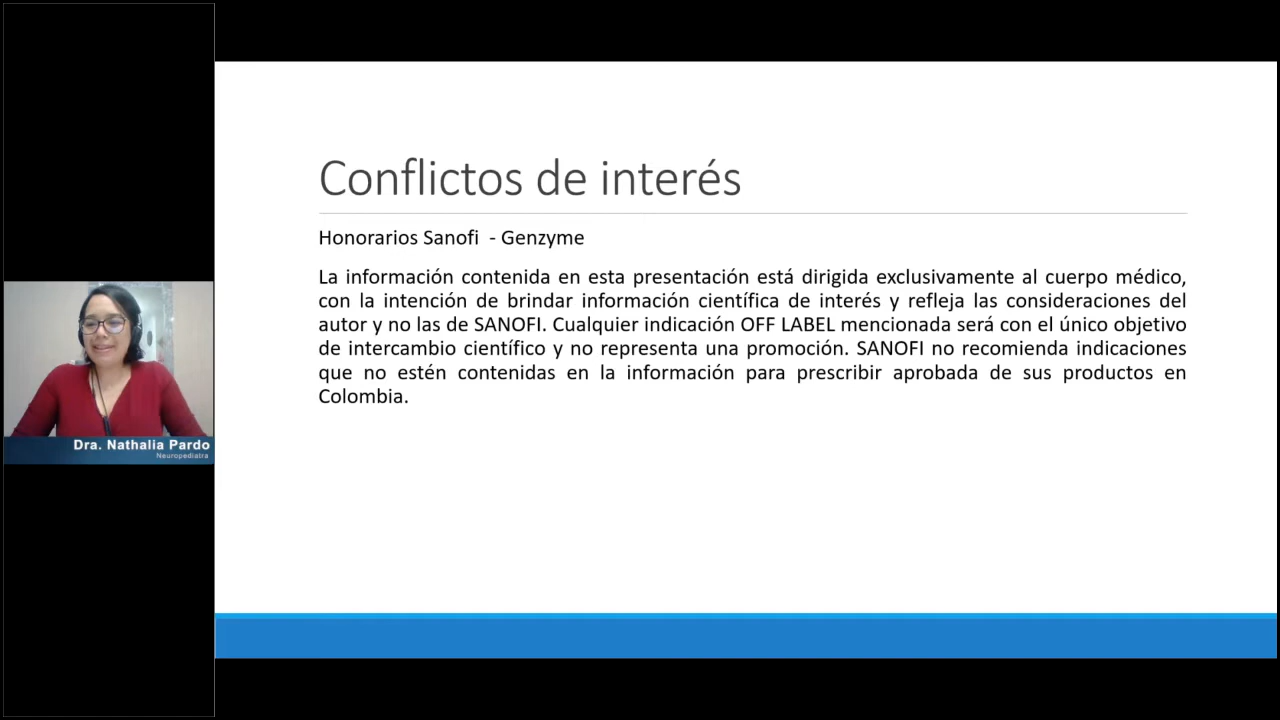 Conflictos de interés
Honorarios Sanofi - Genzyme
La información contenida en esta presentación está dirigida exclusivamente al cuerpo médico,
con la intención de brindar información científica de interés y refleja las consideraciones del
autor y no las de SANOFI. Cualquier indicación OFF LABEL mencionada será con el único objetivo
de intercambio científico y no representa una promoción. SANOFI no recomienda indicaciones
que no estén contenidas en la información para prescribir aprobada de sus productos en
Colombia.
Dra. Nathalia Pardo
Neuropediatra